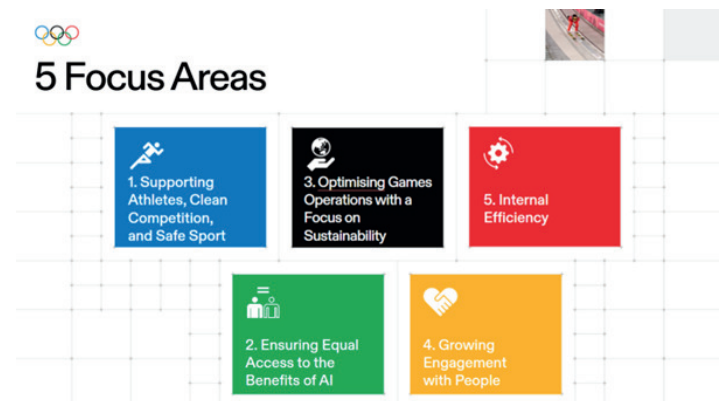 5 Focus Areas
1. Supporting
Athletes, Clean
Competition,
and Safe Sport
2. Ensuring Equal
Access to the
Benefits of AI
3. Optimising Games
Operations with a
Focus on
Sustainability
4. Growing
Engagement
with People
5. Internal
Efficiency